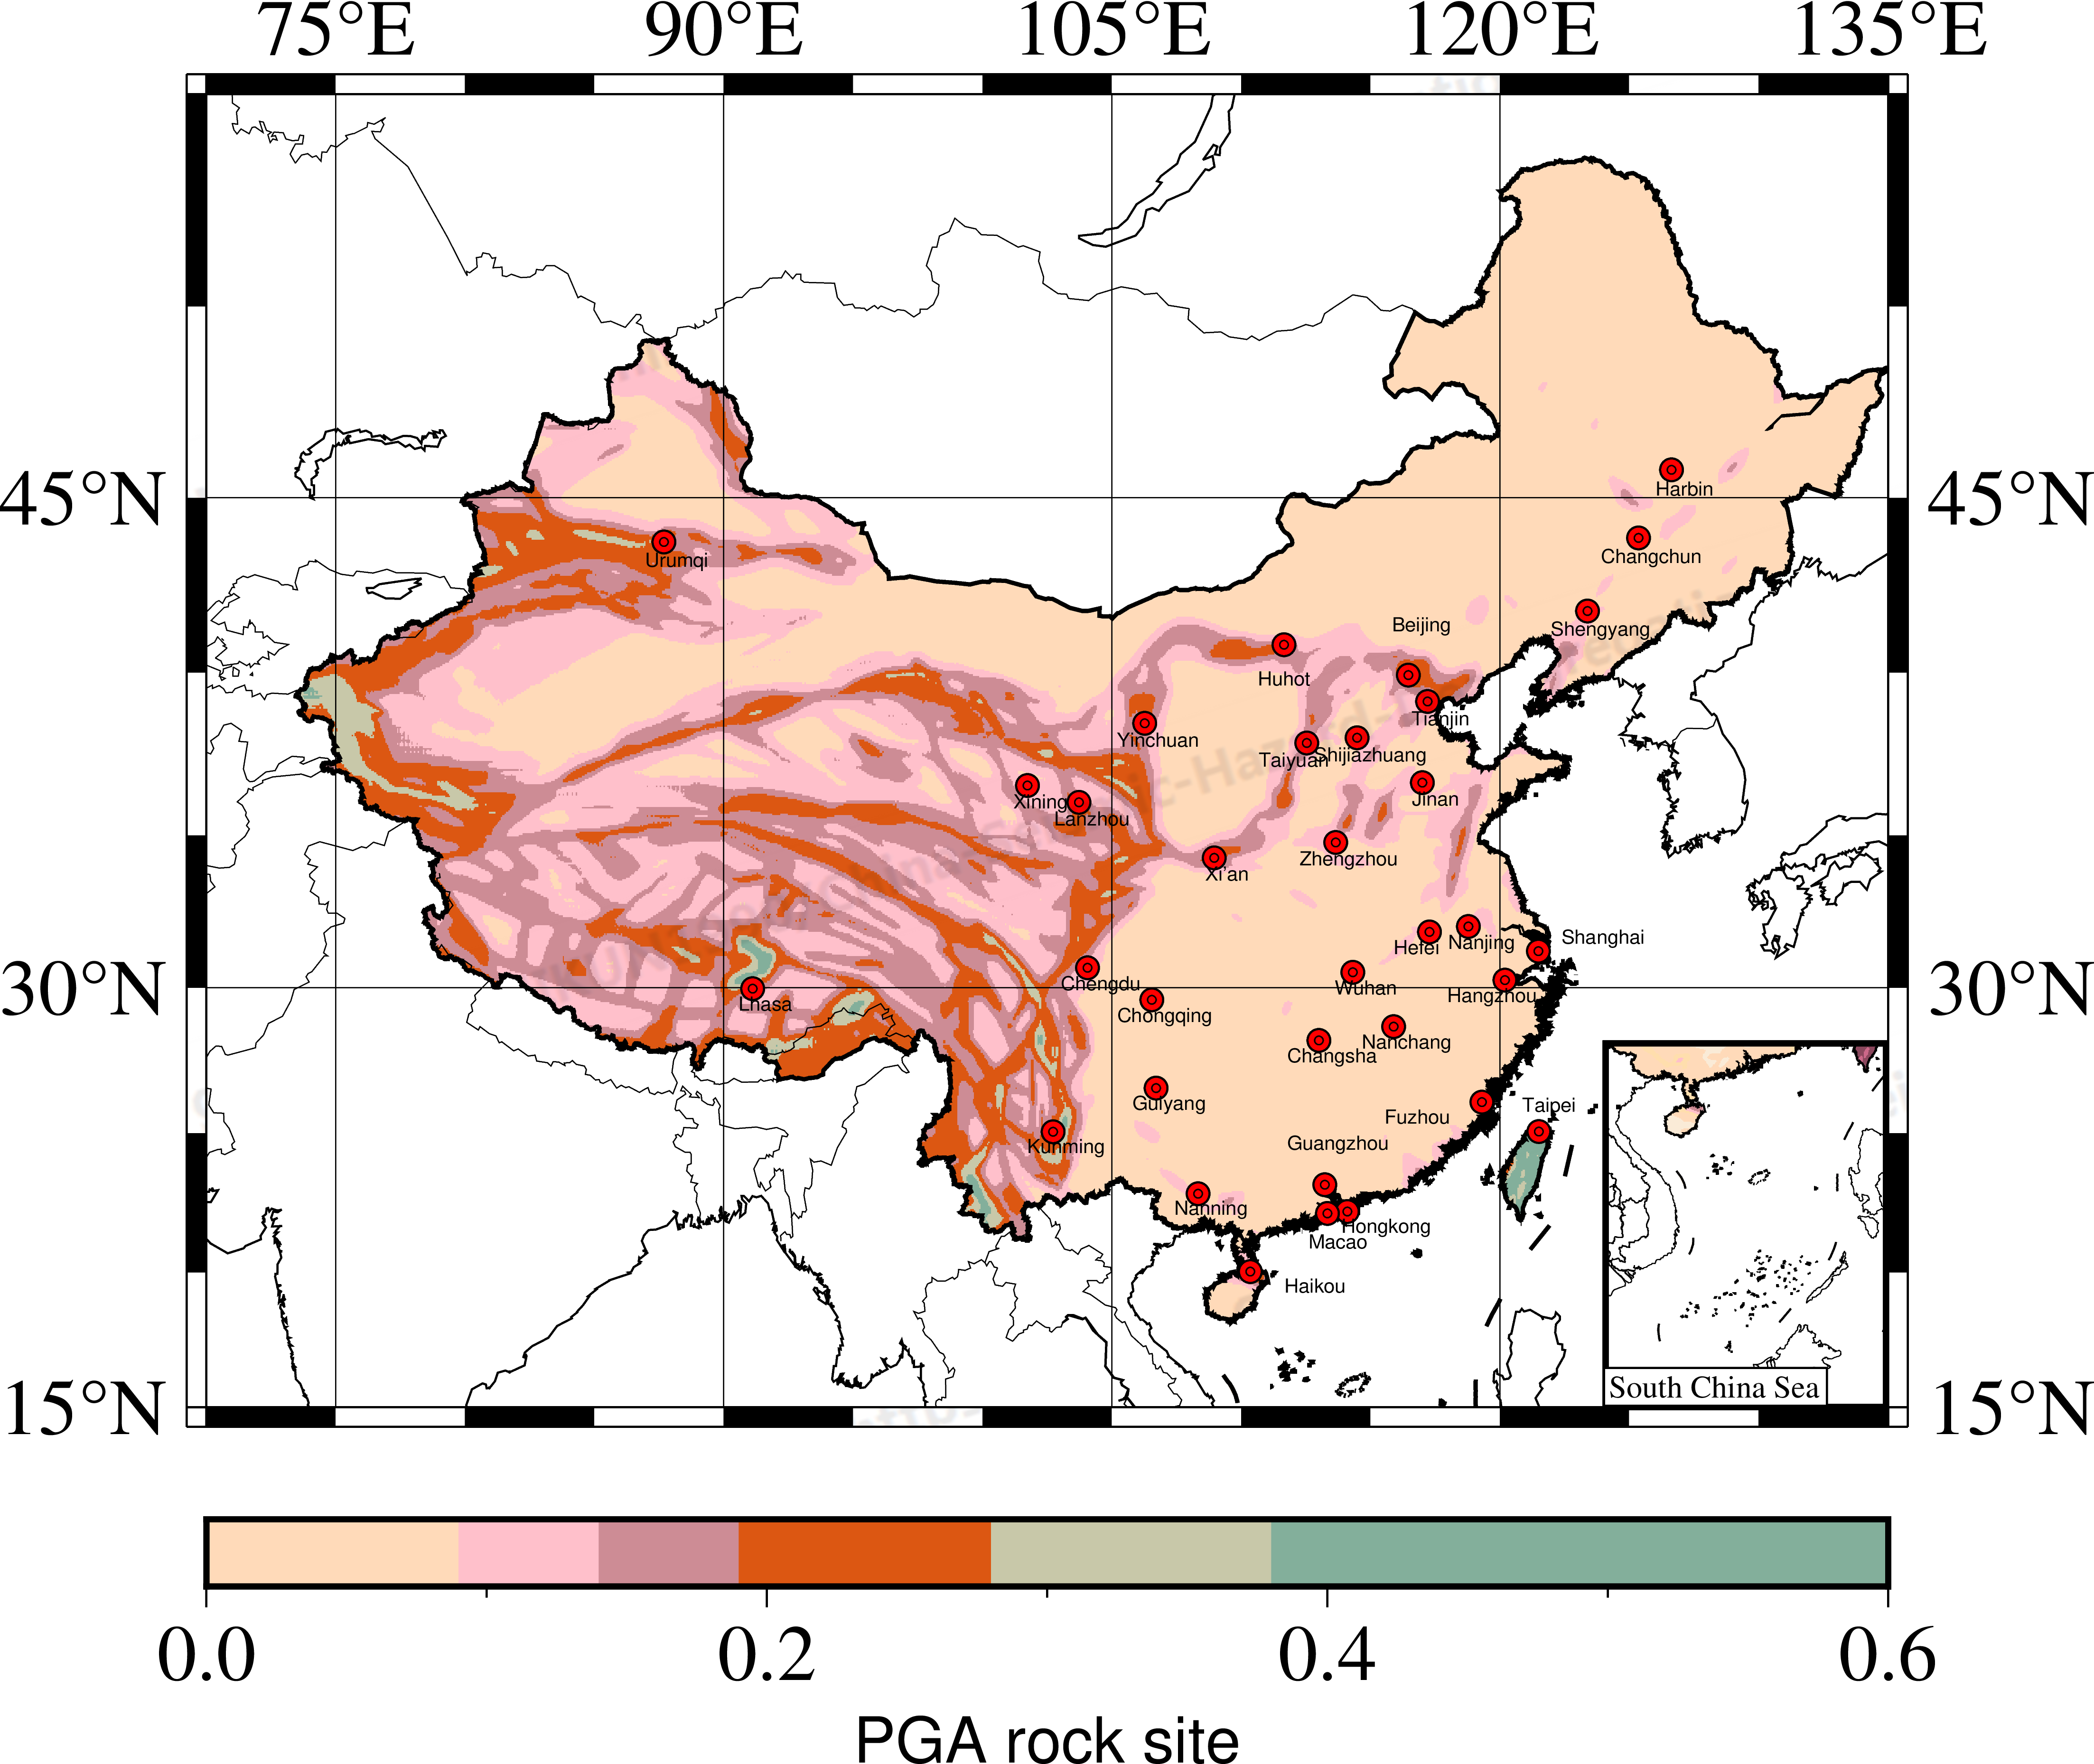 75°E 90°E 105°E 120°E 135°E
45°N 45°N
Harbin
Changchun
Urumqi
Beijing
Shengyang
Huhot
Tianjin
Yinchuan
Taiyuan Shijiazhuang
Xining
Lanzhou
Jinan
Zhengzhou
Xi'an
Shanghai
Hefei Nanjing
30°N 30°N
Chengdu
Wuhan
Hangzhou
Lhasa
Chongqing
Nanchang
Changsha
Guiyang
Fuzhou
Taipei
Kunming
Guangzhou
Nanning
Hongkong
Macao
Haikou
South China Sea
15°N 15°N
0.0 0.2 0.4 0.6
PGA rock site